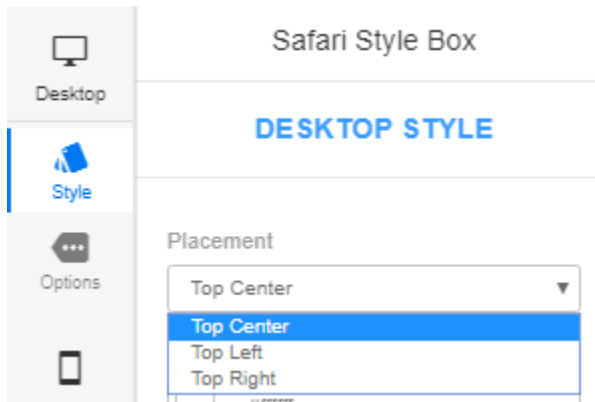 Safari Style Box
Desktop
DESKTOP STYLE
Style
Placement
Options
Top Center
Top Center
Top Left
Top Right